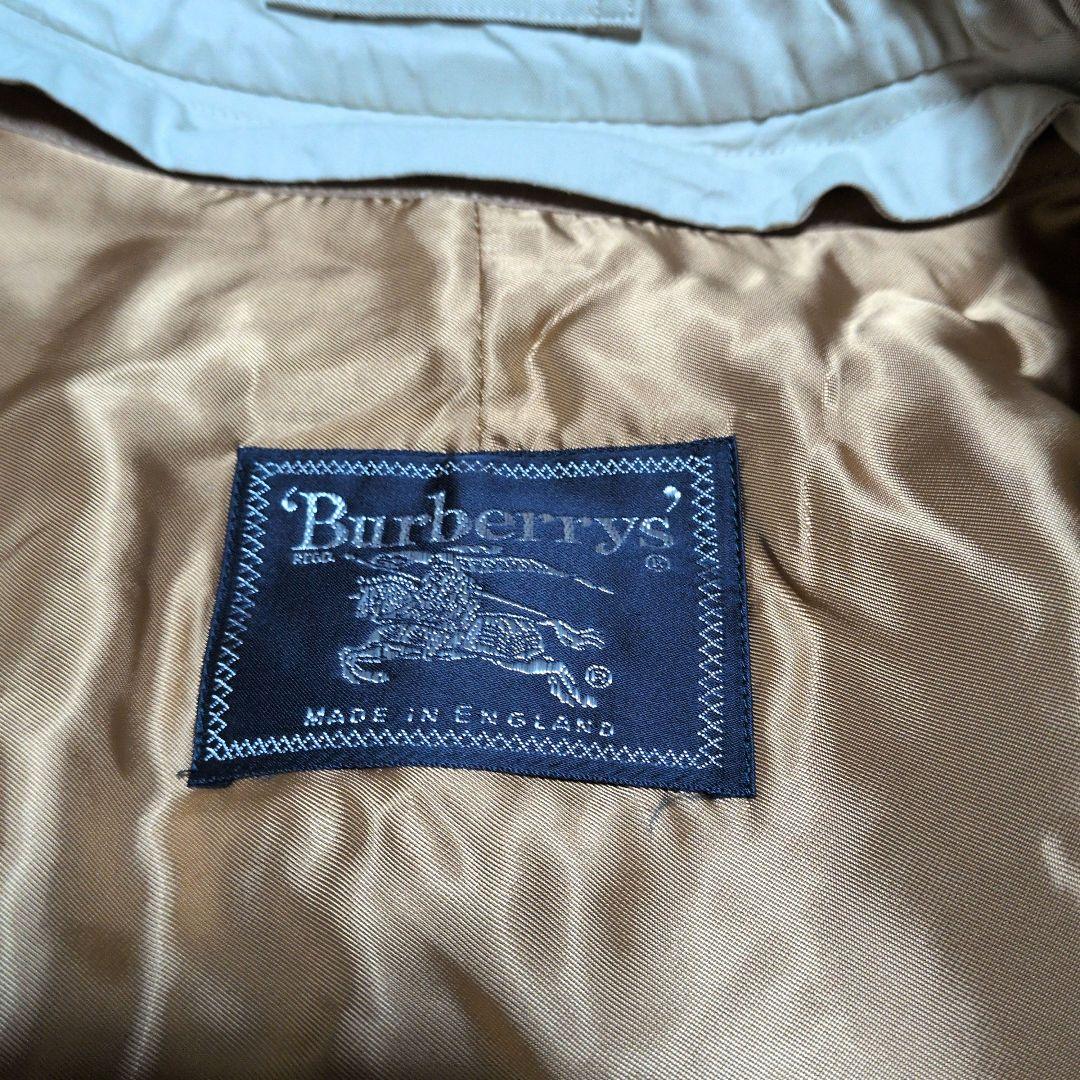 'Burberrys'
REGD. ®
®
MADE IN ENGLAND